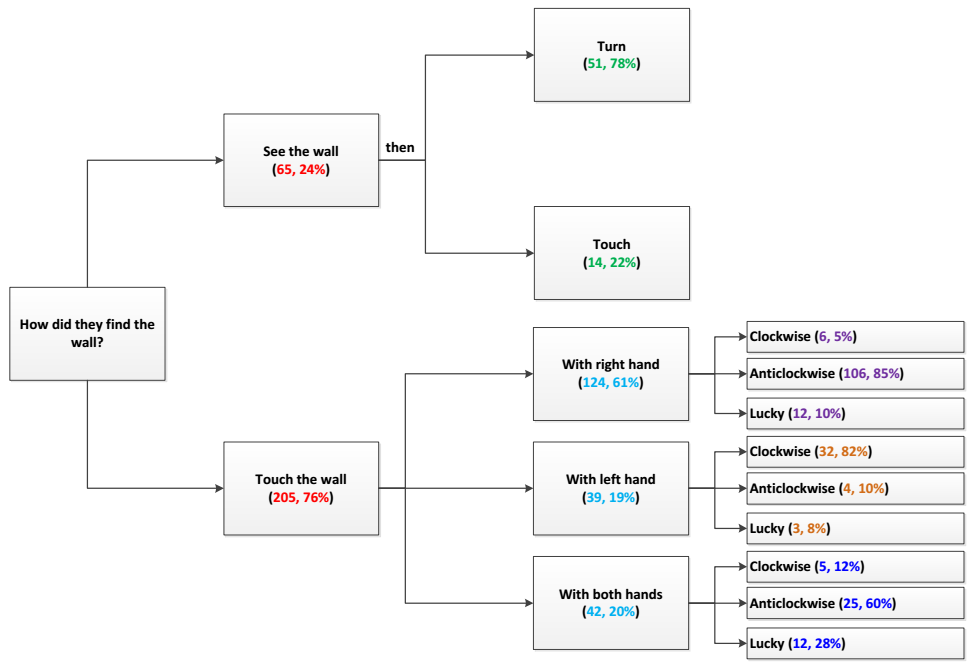 How did they find the
wall?
See the wall
(65, 24%)
then
Turn
(51, 78%)
Touch
(14, 22%)
Touch the wall
(205, 76%)
With right hand
(124, 61%)
Clockwise (6, 5%)
Anticlockwise (106, 85%)
Lucky (12, 10%)
With left hand
(39, 19%)
Clockwise (32, 82%)
Anticlockwise (4, 10%)
Lucky (3, 8%)
With both hands
(42, 20%)
Clockwise (5, 12%)
Anticlockwise (25, 60%)
Lucky (12, 28%)